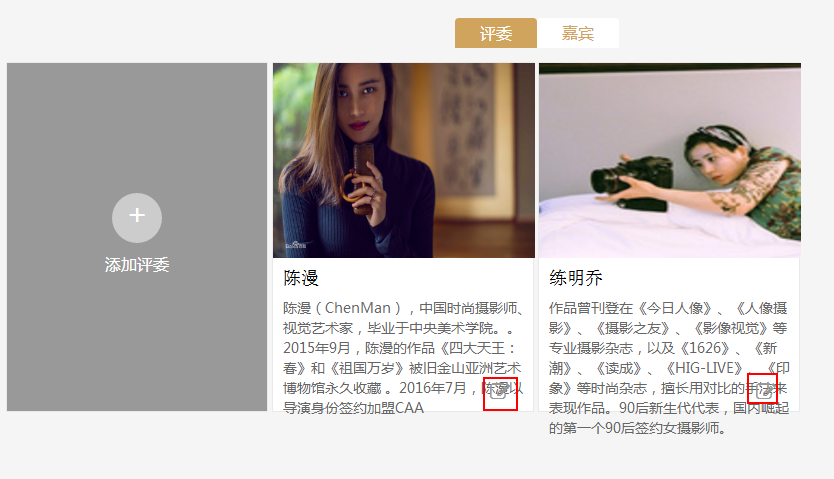 评委
嘉宾
添加评委
陈漫
陈漫（ChenMan），中国时尚摄影师、
视觉艺术家，毕业于中央美术学院。。
2015年9月，陈漫的作品《四大天王：
春》和《祖国万岁》被旧金山亚洲艺术
博物馆永久收藏 。2016年7月，陈漫以
导演身份签约加盟CAA
练明乔
作品曾刊登在《今日人像》、《人像摄
影》、《摄影之友》、《影像视觉》等
专业摄影杂志，以及《1626》、《新
潮》、《读成》、《HIG-LIVE》、《印
象》等时尚杂志，擅长用对比的手法来
表现作品。90后新生代代表，国内崛起
的第一个90后签约女摄影师。